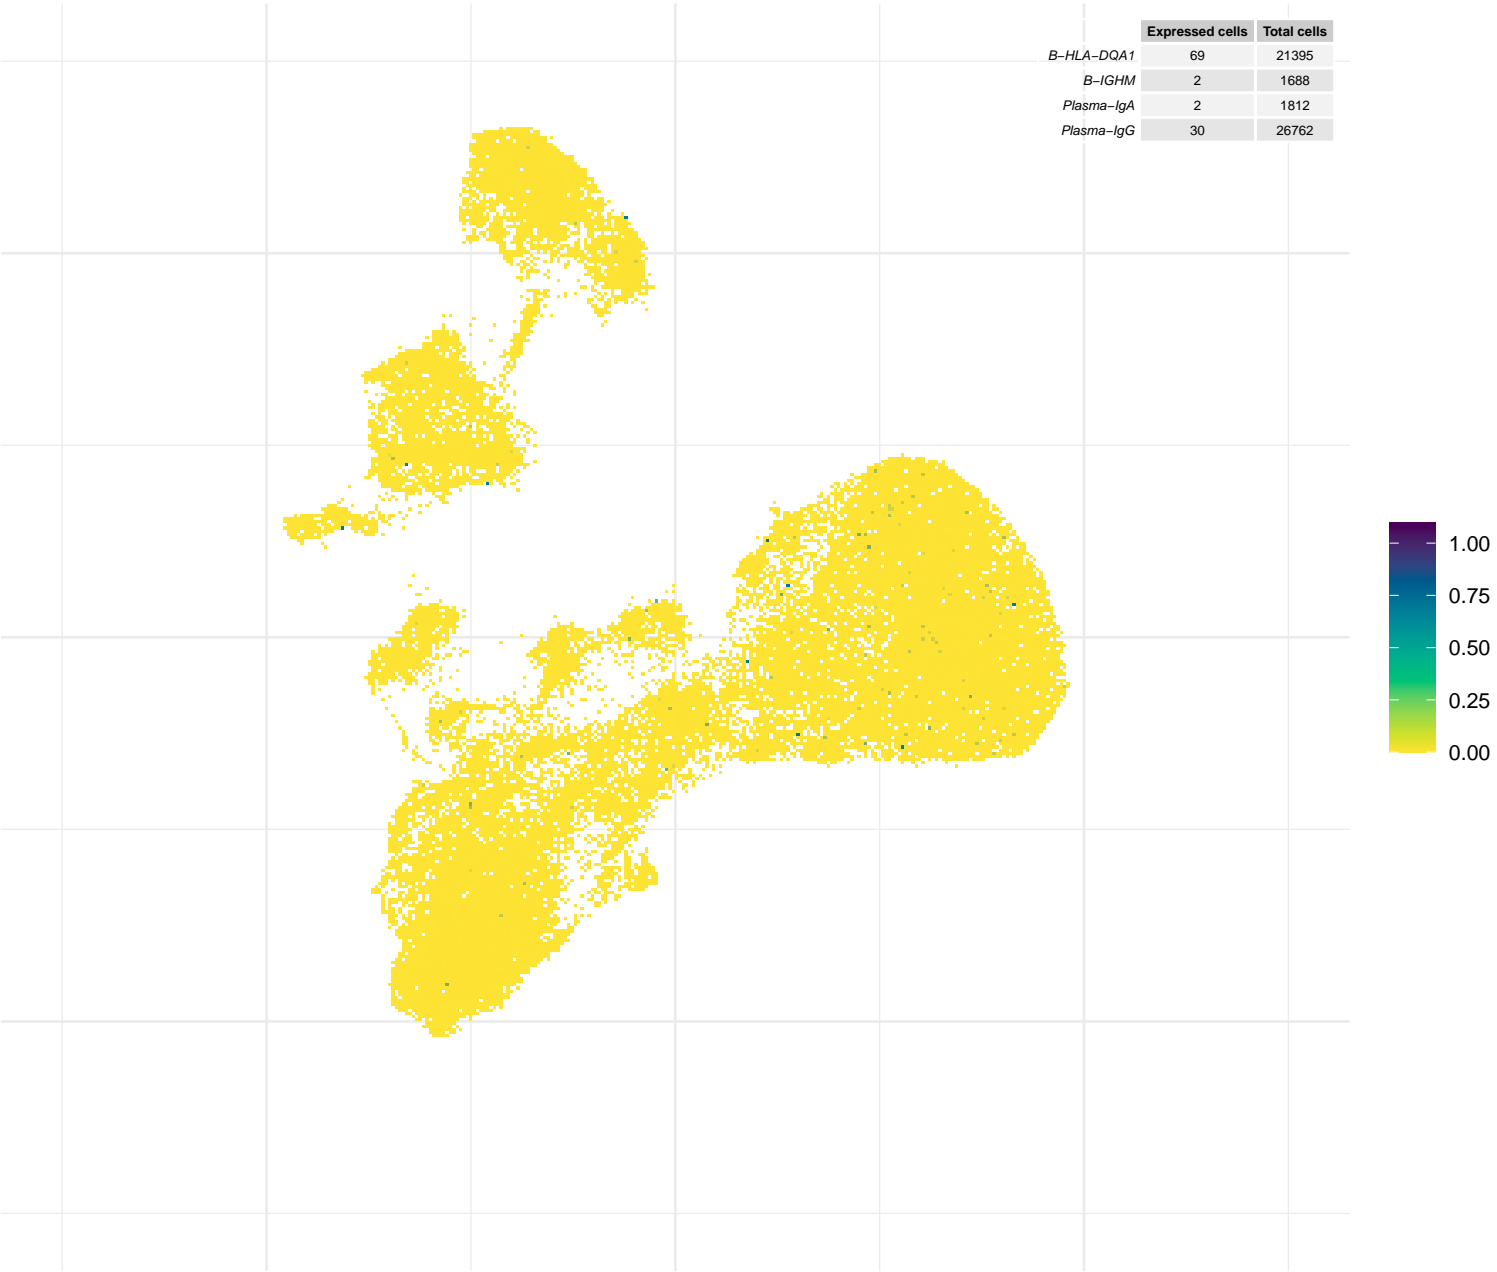 Expressed cells Total cells
B−HLA−DQA1 69 21395
B−IGHM 2 1688
Plasma−IgA 2 1812
Plasma−IgG 30 26762
1.00
0.75
0.50
0.25
0.00